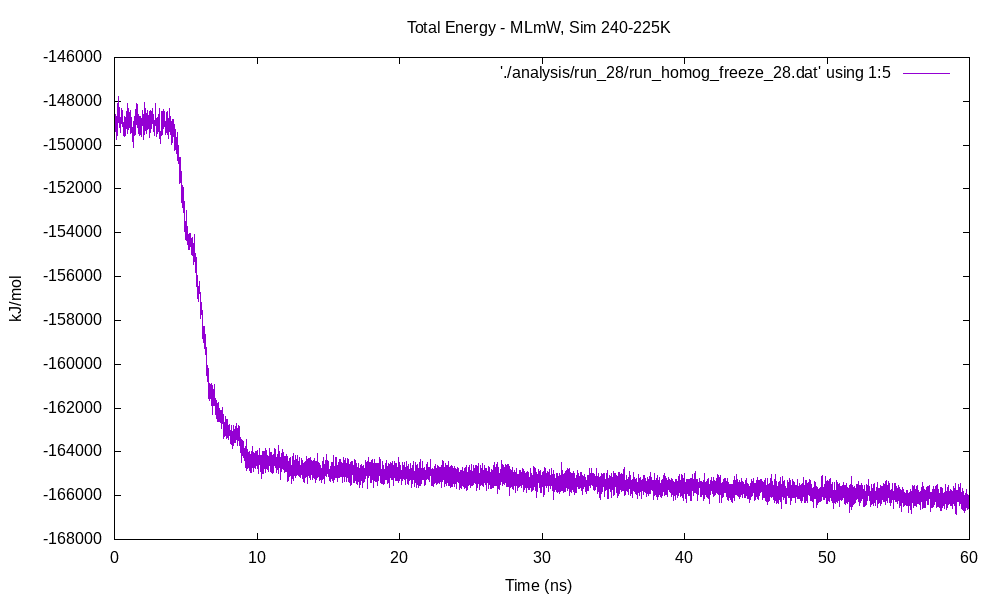 Total Energy - MLmW, Sim 240-225K
'./analysis/run_28/run_homog_freeze_28.dat' using 1:5
-146000
-148000
-150000
-152000
-154000
-156000
-158000
-160000
-162000
-164000
-166000
-168000
kJ/mol
0 10 20 30 40 50 60
Time (ns)